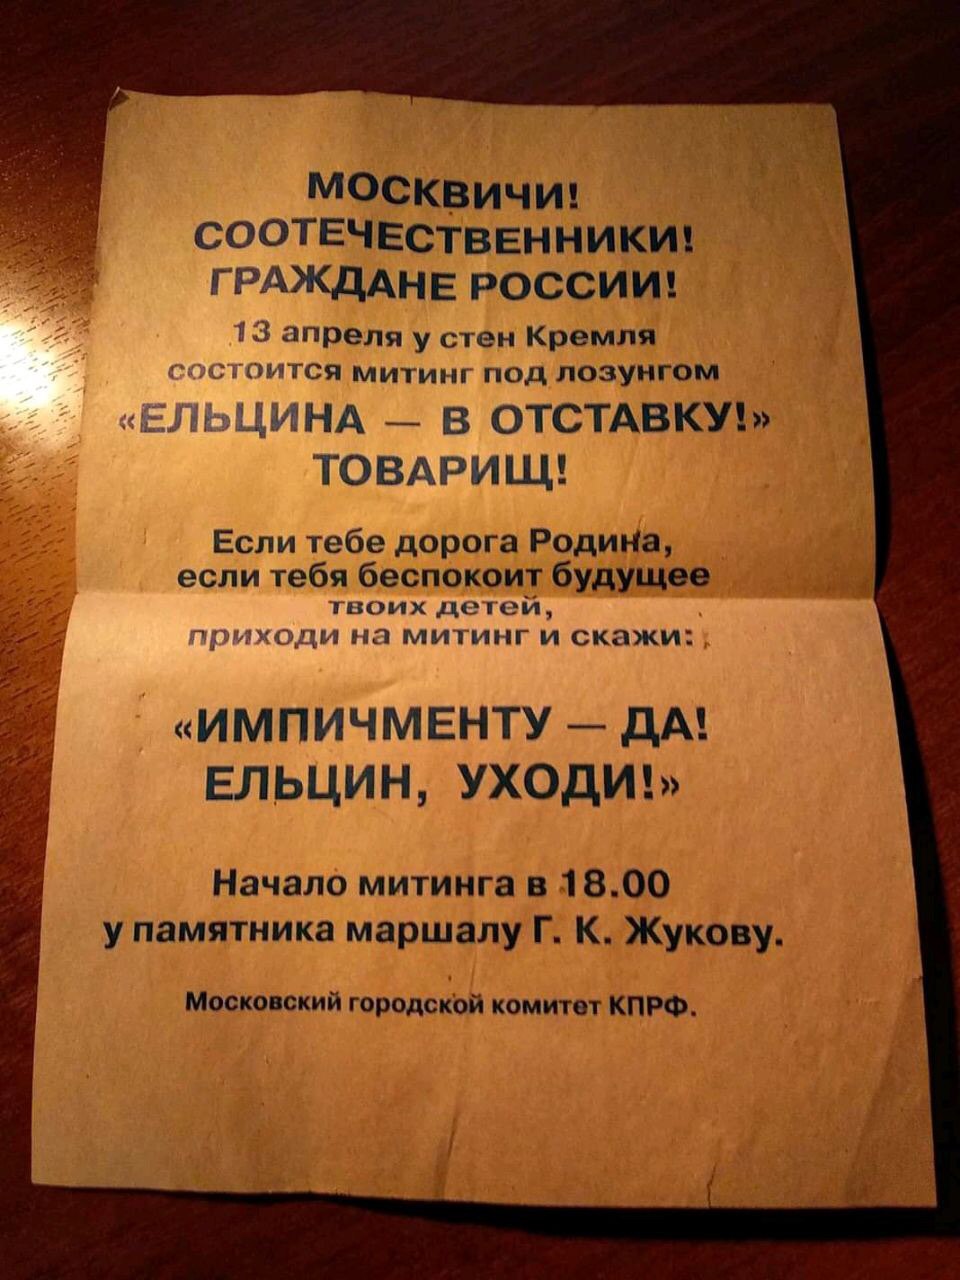 МОСКВИЧИ!
СООТЕЧЕСТВЕННИКИ!
ГРАЖДАНЕ РОССИИ!
13 апреля у стен Кремля
состоится митинг под лозунгом
«ЕЛЬЦИНА — В ОТСТАВКУ!»
ТОВАРИЩ!
Если тебе дорога Родина,
если тебя беспокоит будущее
твоих детей,
приходи на митинг и скажи:
«ИМПИЧМЕНТУ — ДА!
ЕЛЬЦИН, УХОДИ!»
Начало митинга в 18.00
у памятника маршалу Г. К. Жукову.
Московский городской комитет КПРФ.